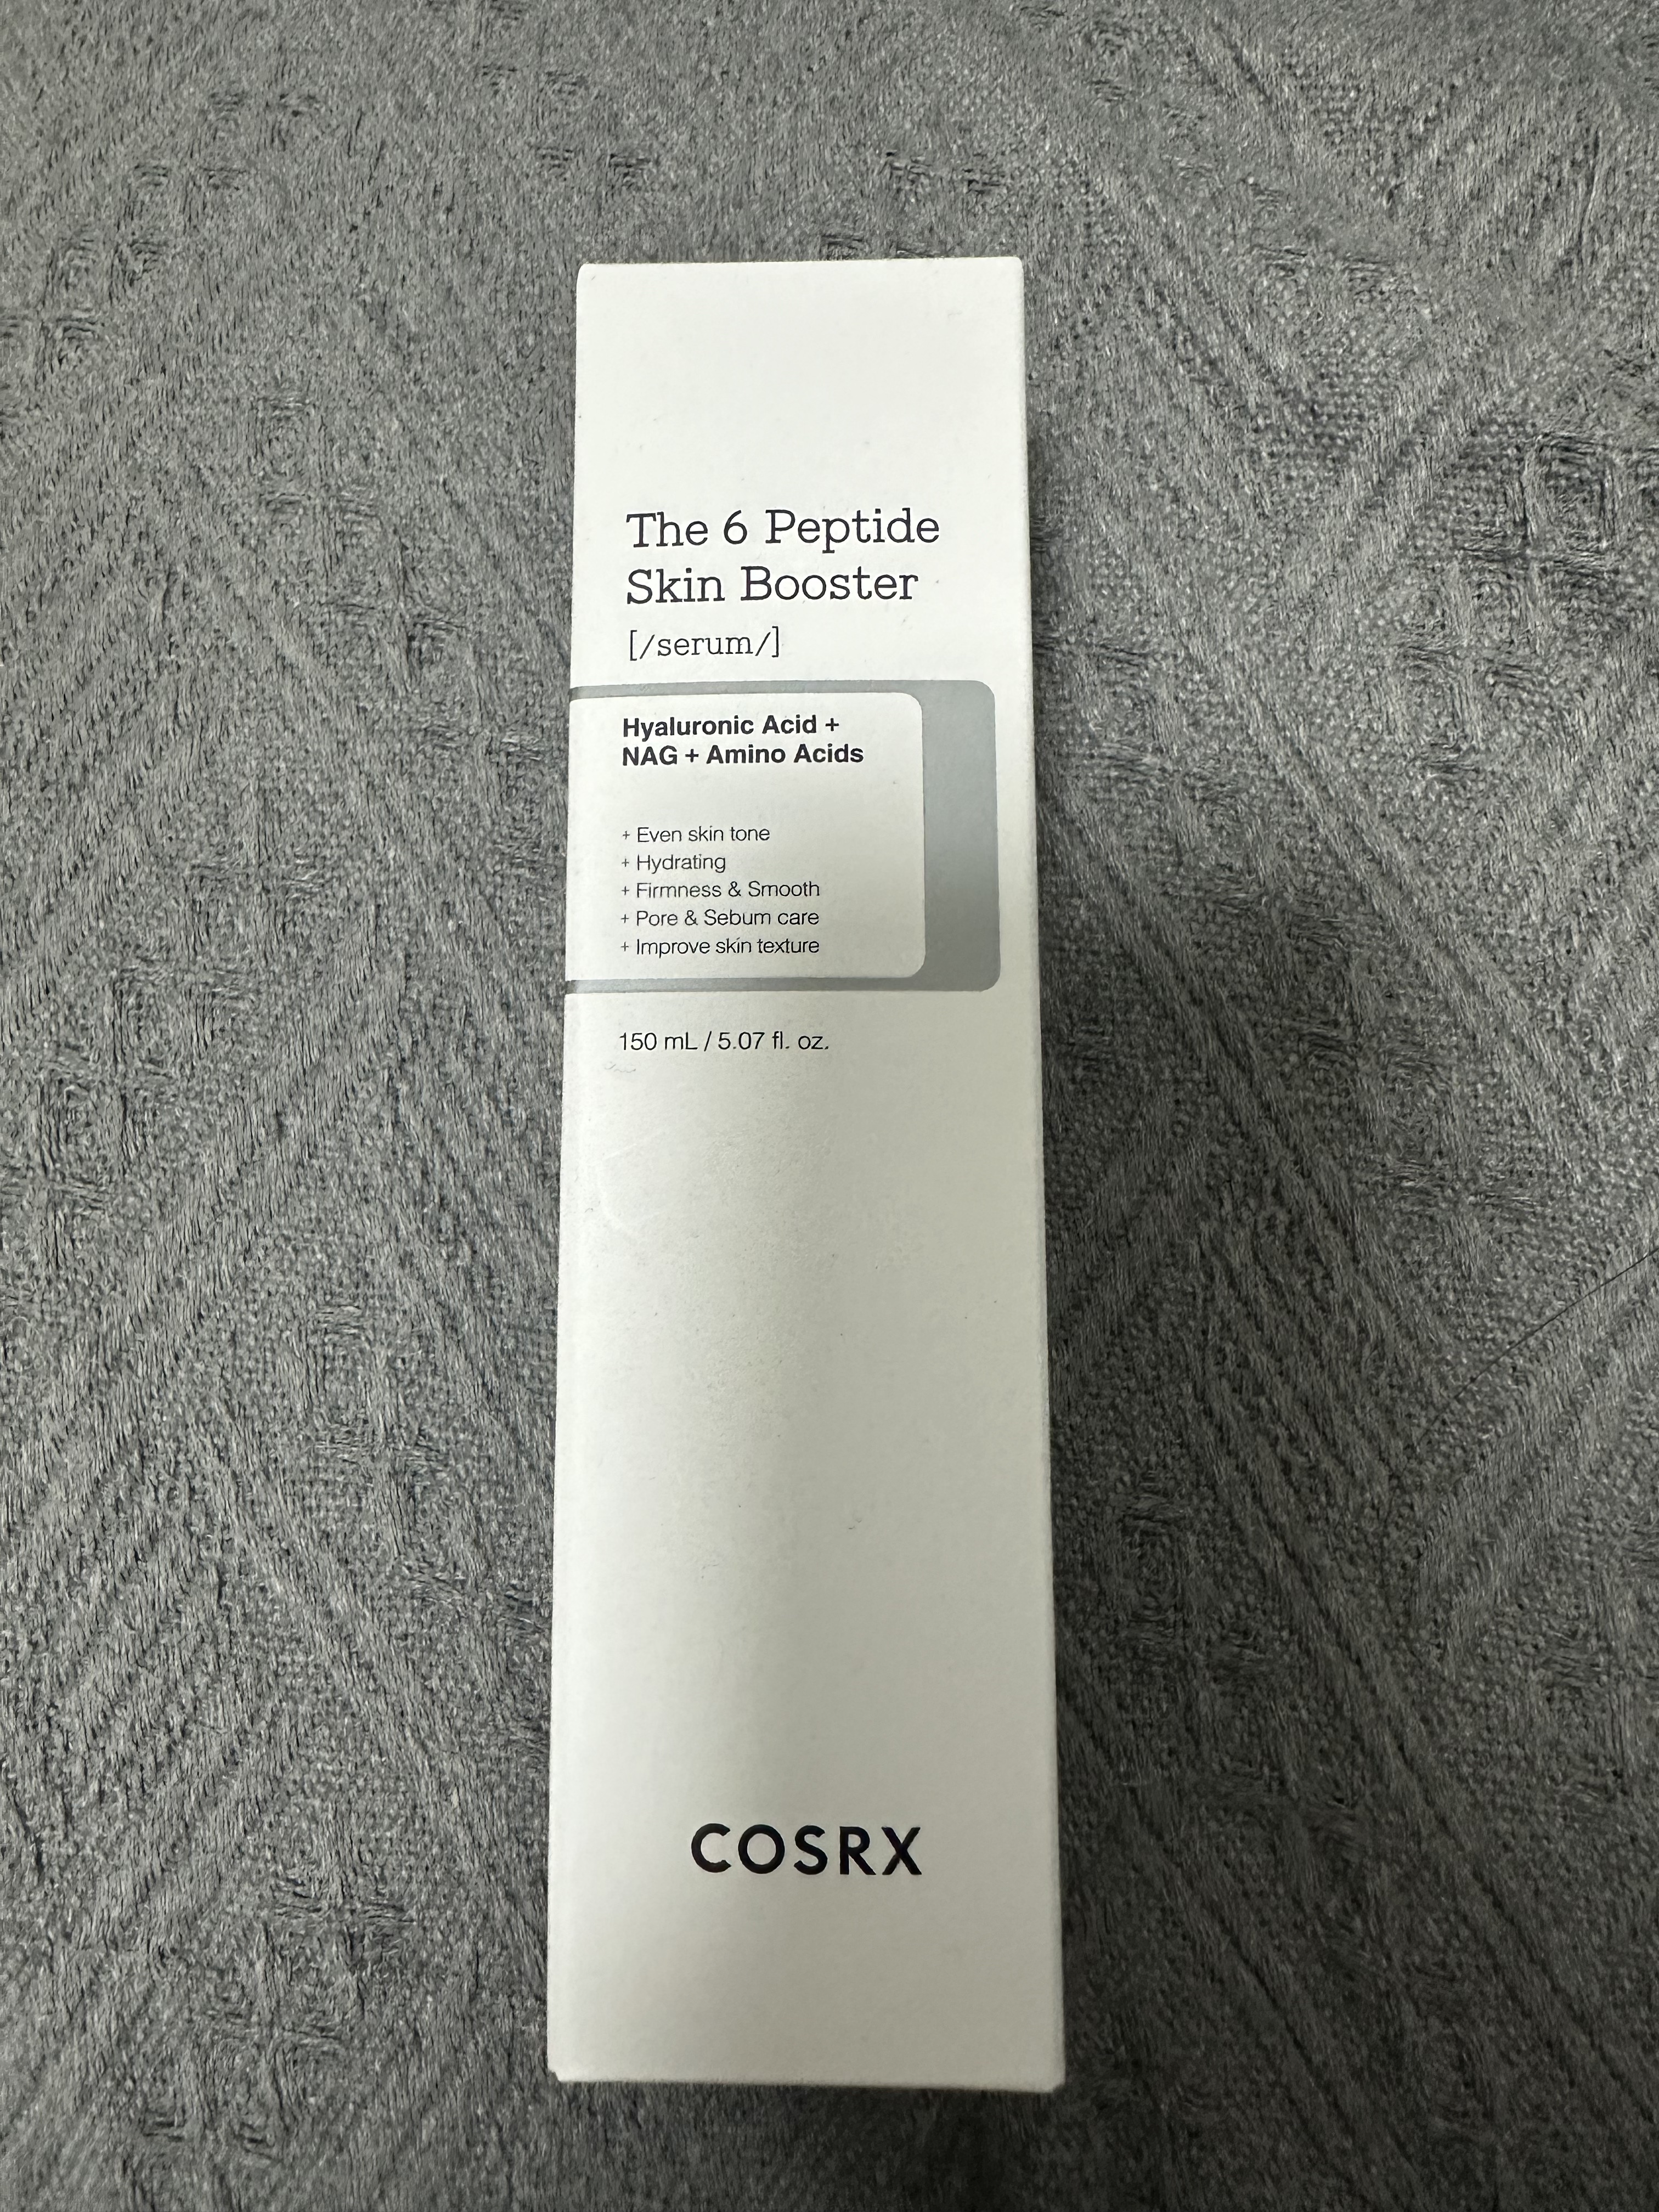 The 6 Peptide
Skin Booster
[/serum/]
Hyaluronic Acid +
NAG + Amino Acids
+ Even skin tone
+ Hydrating
+ Firmness & Smooth
+ Pore & Sebum care
+ Improve skin texture
150 mL / 5.07 fl. oz.
COSRX